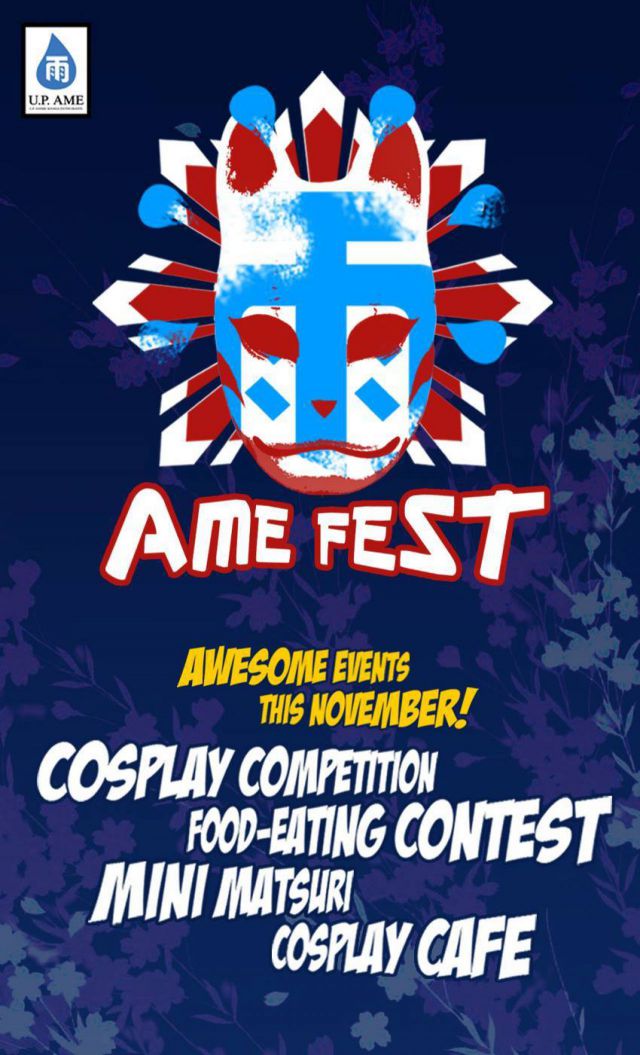 雨
U.P. AME
AME FEST
AWESOME EVENTS
THIS NOVEMBER!
COSPLAY COMPETITION
FOOD-EATING CONTEST
MINI MATSURI
COSPLAY CAFE